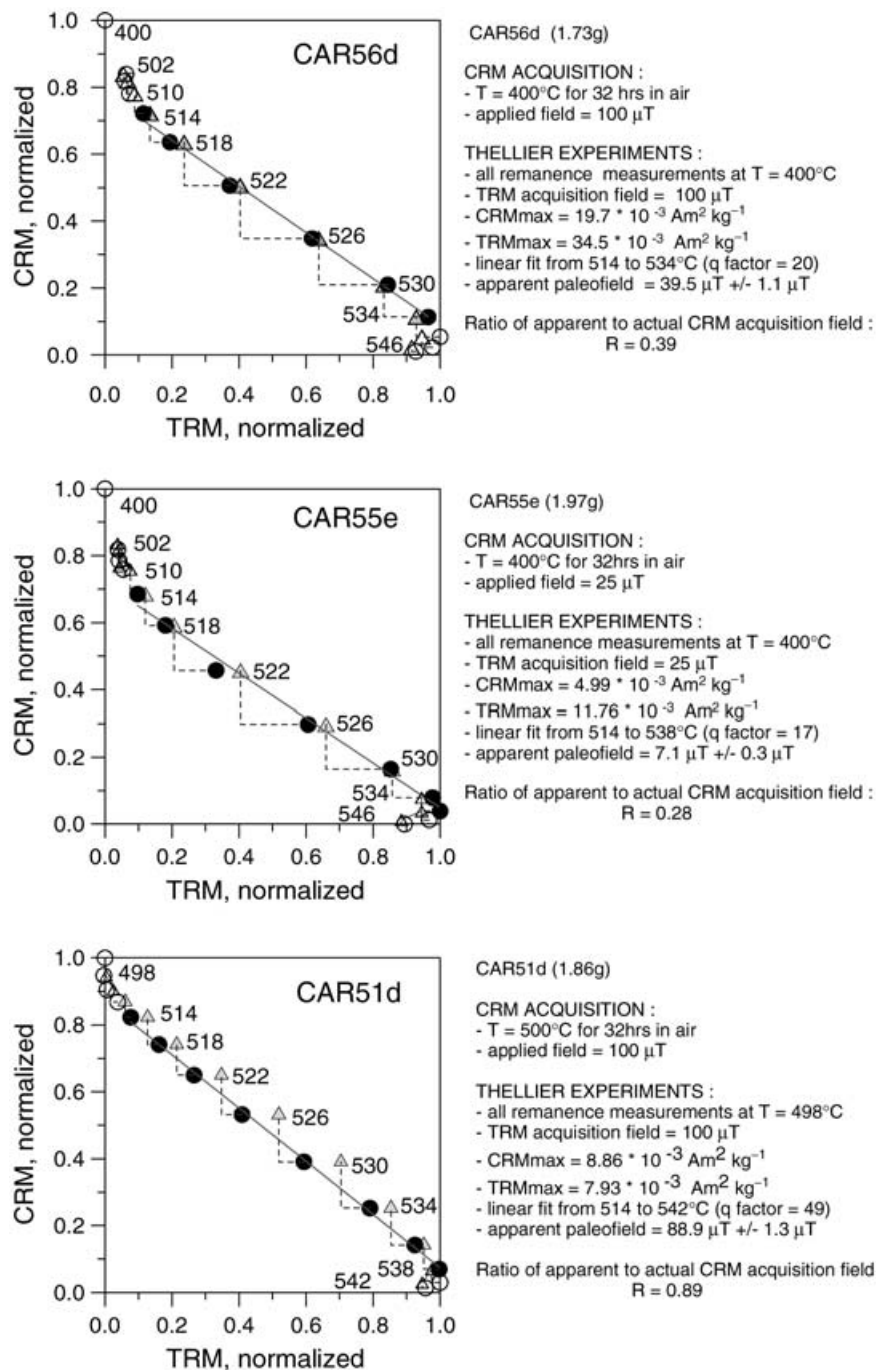 CAR56d
1.0
0.8
0.6
0.4
0.2
0.0
CRM, normalized
400
502
510
514
518
522
526
530
534
546
0.0 0.2 0.4 0.6 0.8 1.0
TRM, normalized
CAR56d (1.73g)
CRM ACQUISITION :
- T = 400°C for 32 hrs in air
- applied field = 100 µT
THELLIER EXPERIMENTS :
- all remanence measurements at T = 400°C
- TRM acquisition field = 100 µT
- CRMmax = 19.7 * 10 -3 Am2 kg−1
- TRMmax = 34.5 * 10 -3 Am2 kg−1
- linear fit from 514 to 534°C (q factor = 20)
- apparent paleofield = 39.5 µT +/- 1.1 µT
Ratio of apparent to actual CRM acquisition field :
R = 0.39
CAR55e
1.0
0.8
0.6
0.4
0.2
0.0
CRM, normalized
400
502
510
514
518
522
526
530
534
546
0.0 0.2 0.4 0.6 0.8 1.0
TRM, normalized
CAR55e (1.97g)
CRM ACQUISITION :
- T = 400°C for 32hrs in air
- applied field = 25 µT
THELLIER EXPERIMENTS :
- all remanence measurements at T = 400°C
- TRM acquisition field = 25 µT
- CRMmax = 4.99 * 10 -3 Am2 kg−1
- TRMmax = 11.76 * 10 -3 Am2 kg−1
- linear fit from 514 to 538°C (q factor = 17)
- apparent paleofield = 7.1 µT +/- 0.3 µT
Ratio of apparent to actual CRM acquisition field :
R = 0.28
CAR51d
1.0
0.8
0.6
0.4
0.2
0.0
CRM, normalized
498
514
518
522
526
530
534
538
542
0.0 0.2 0.4 0.6 0.8 1.0
TRM, normalized
CAR51d (1.86g)
CRM ACQUISITION :
- T = 500°C for 32hrs in air
- applied field = 100 µT
THELLIER EXPERIMENTS :
- all remanence measurements at T = 498°C
- TRM acquisition field = 100 µT
- CRMmax = 8.86 * 10 -3 Am2 kg−1
- TRMmax = 7.93 * 10 -3 Am2 kg−1
- linear fit from 514 to 542°C (q factor = 49)
- apparent paleofield = 88.9 µT +/- 1.3 µT
Ratio of apparent to actual CRM acquisition field
R = 0.89